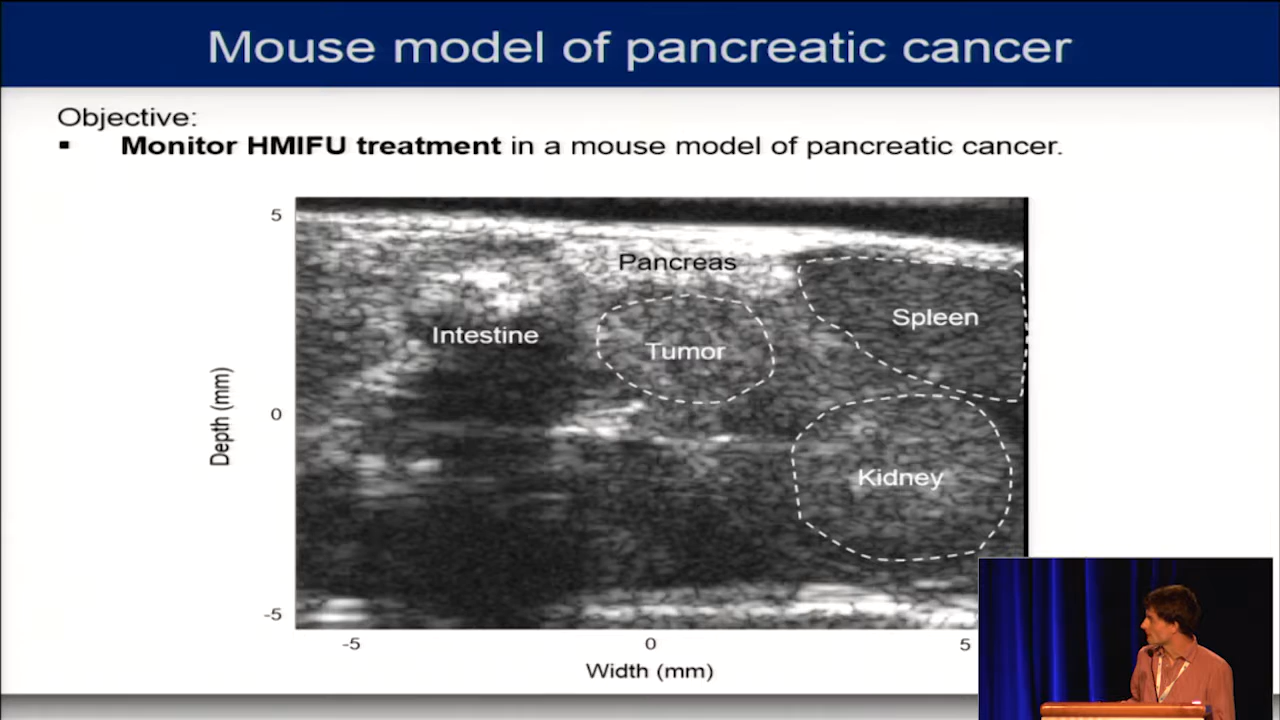 Mouse model of pancreatic cancer
Objective:
▪ Monitor HMIFU treatment in a mouse model of pancreatic cancer.
5
Pancreas
Spleen
Intestine
Tumor
Depth (mm)
0
Kidney
-5
-5 0 5
Width (mm)